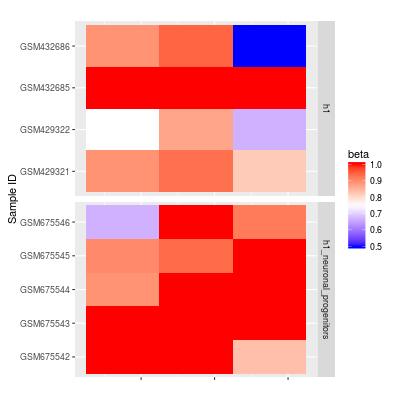 GSM432686
GSM432685
GSM429322
GSM429321
h1
GSM675546
GSM675545
GSM675544
GSM675543
GSM675542
h1_neuronal_progenitors
Sample ID
beta
1.0
0.9
0.8
0.7
0.6
0.5